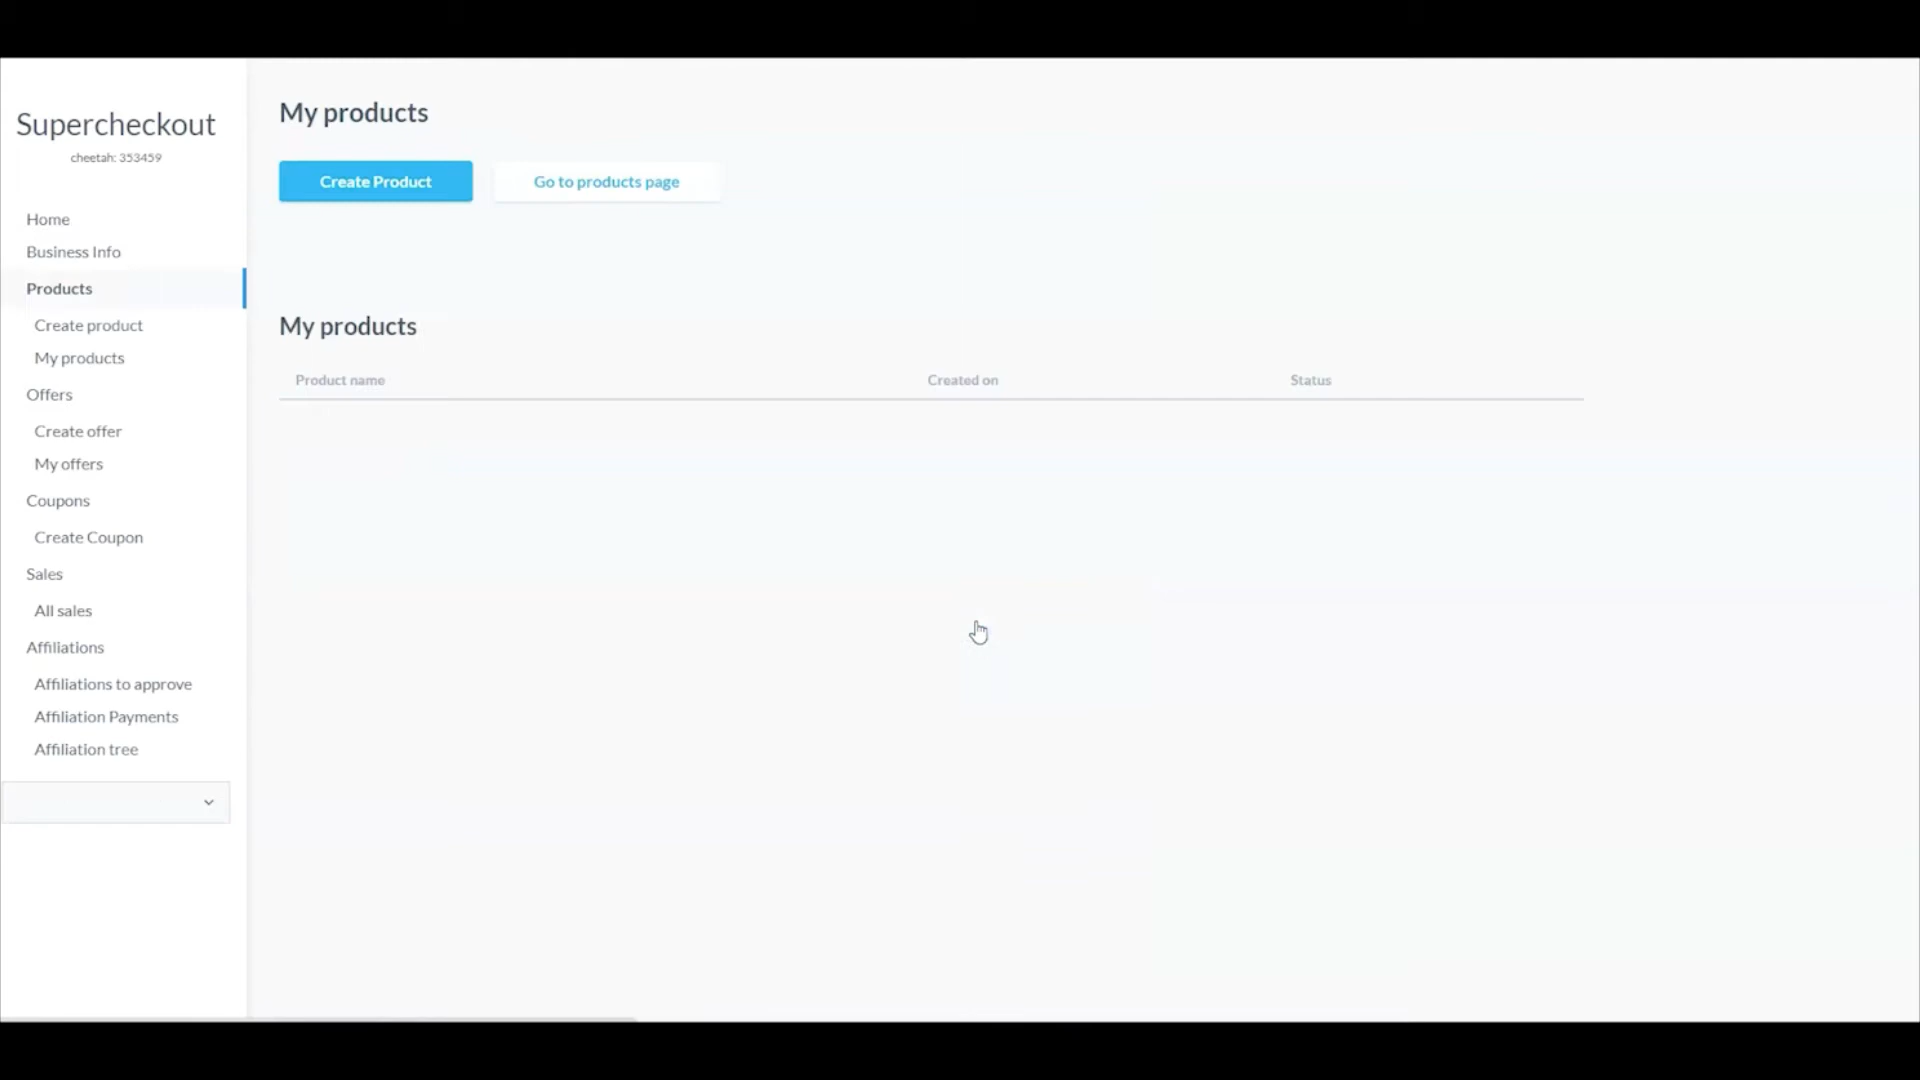 Supercheckout
cheetah: 353459
Home
Business Info
Products
Create product
My products
Offers
Create offer
My offers
Coupons
Create Coupon
Sales
All sales
Affiliations
Affiliations to approve
Affiliation Payments
Affiliation tree
My products
Create Product Go to products page
My products
Product name Created on Status